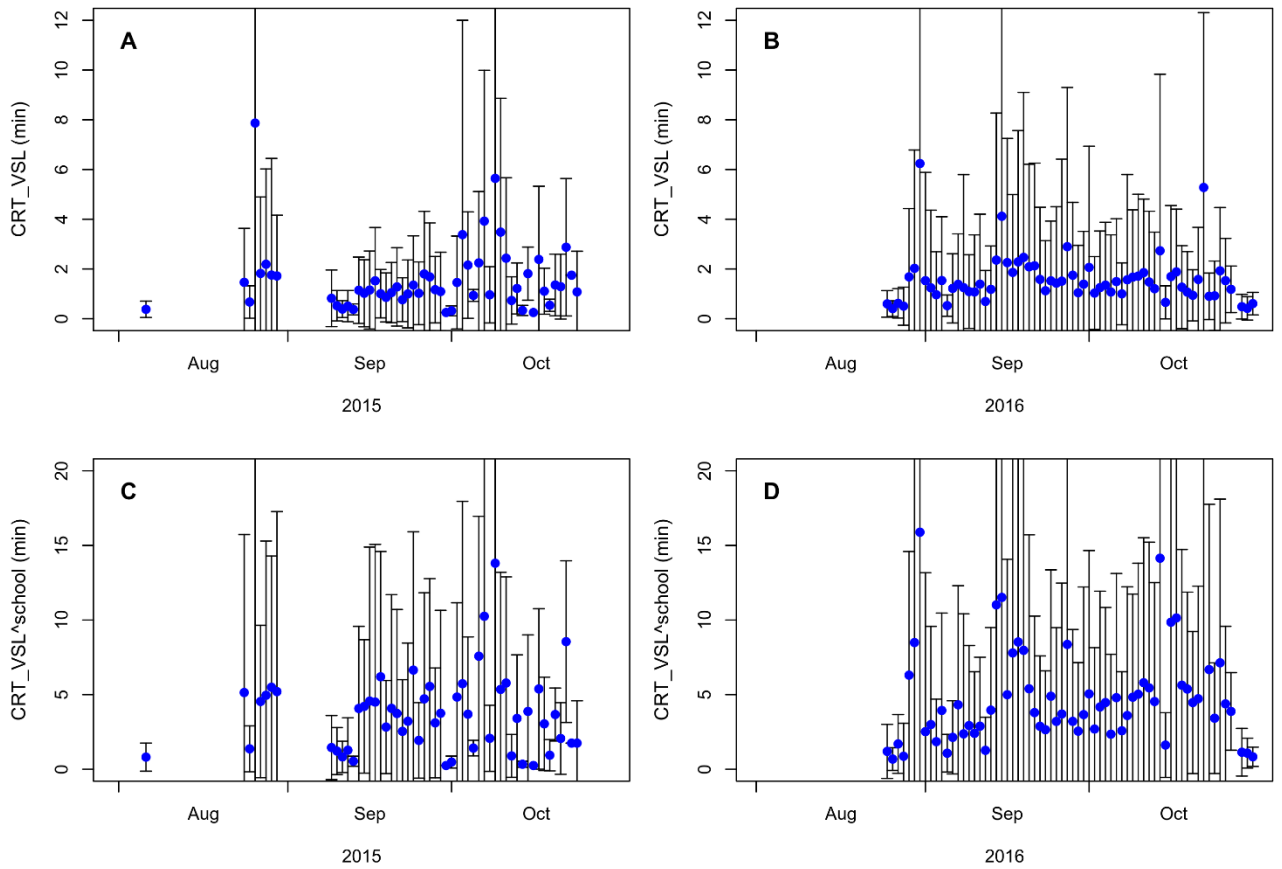 A
CRT_VSL (min)
0 2 4 6 8 10 12
Aug Sep Oct
2015
B
CRT_VSL (min)
0 2 4 6 8 10 12
Aug Sep Oct
2016
C
CRT_VSL^school (min)
0 5 10 15 20
Aug Sep Oct
2015
D
CRT_VSL^school (min)
0 5 10 15 20
Aug Sep Oct
2016